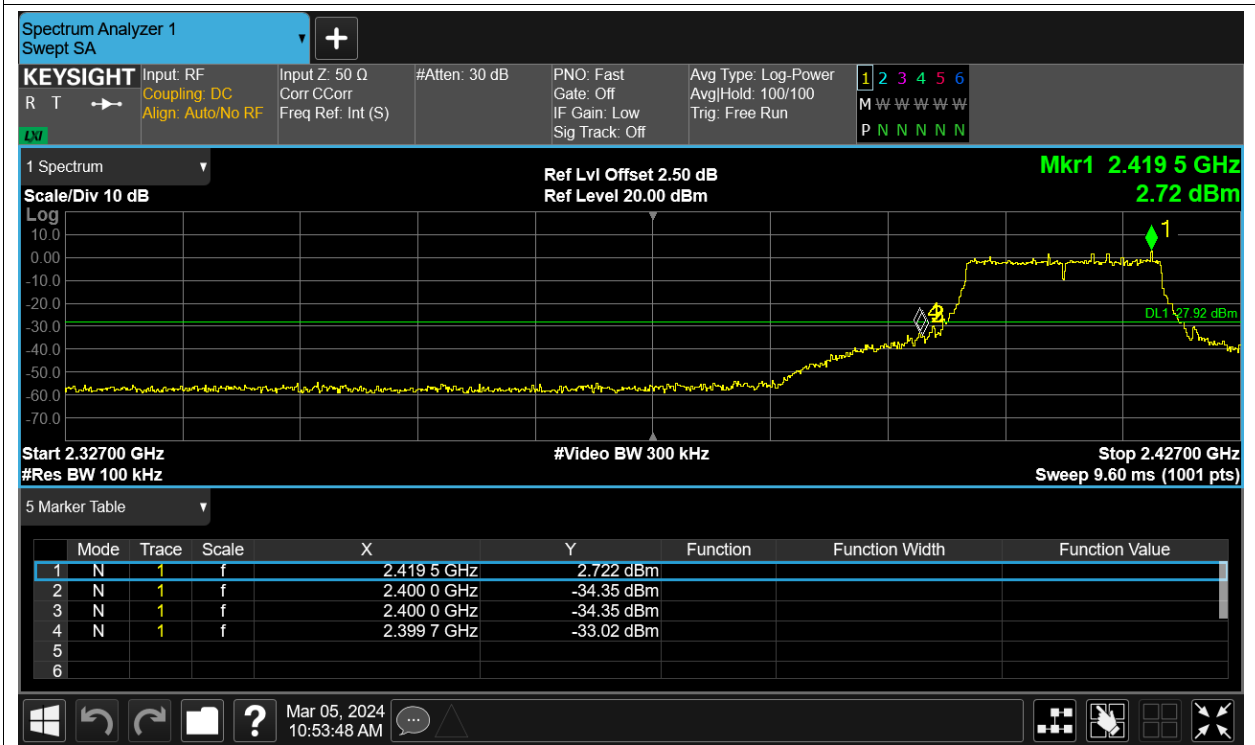 Spectrum Analyzer 1
Swept SA
KEYSIGHT Input: RF Input Z: 50 Ω #Atten: 30 dB PNO: Fast Avg Type: Log-Power 1 2 3 4 5 6
R T Coupling: DC Corr CCorr Gate: Off Avg|Hold: 100/100 M W W W W W
Align: Auto/No RF Freq Ref: Int (S) IF Gain: Low Trig: Free Run
LXI Sig Track: Off P N N N N N
1 Spectrum Ref Lvl Offset 2.50 dB Mkr1 2.419 5 GHz
Scale/Div 10 dB Ref Level 20.00 dBm 2.72 dBm
Log
10.0
0.00
-10.0
-20.0
-30.0
-40.0
-50.0
-60.0
-70.0
1
DL1 -27.92 dBm
Start 2.32700 GHz #Video BW 300 kHz Stop 2.42700 GHz
#Res BW 100 kHz Sweep 9.60 ms (1001 pts)
5 Marker Table
Mode Trace Scale X Y Function Function Width Function Value
1 N 1 f 2.419 5 GHz 2.722 dBm
2 N 1 f 2.400 0 GHz -34.35 dBm
3 N 1 f 2.400 0 GHz -34.35 dBm
4 N 1 f 2.399 7 GHz -33.02 dBm
5
6
? Mar 05, 2024
10:53:48 AM